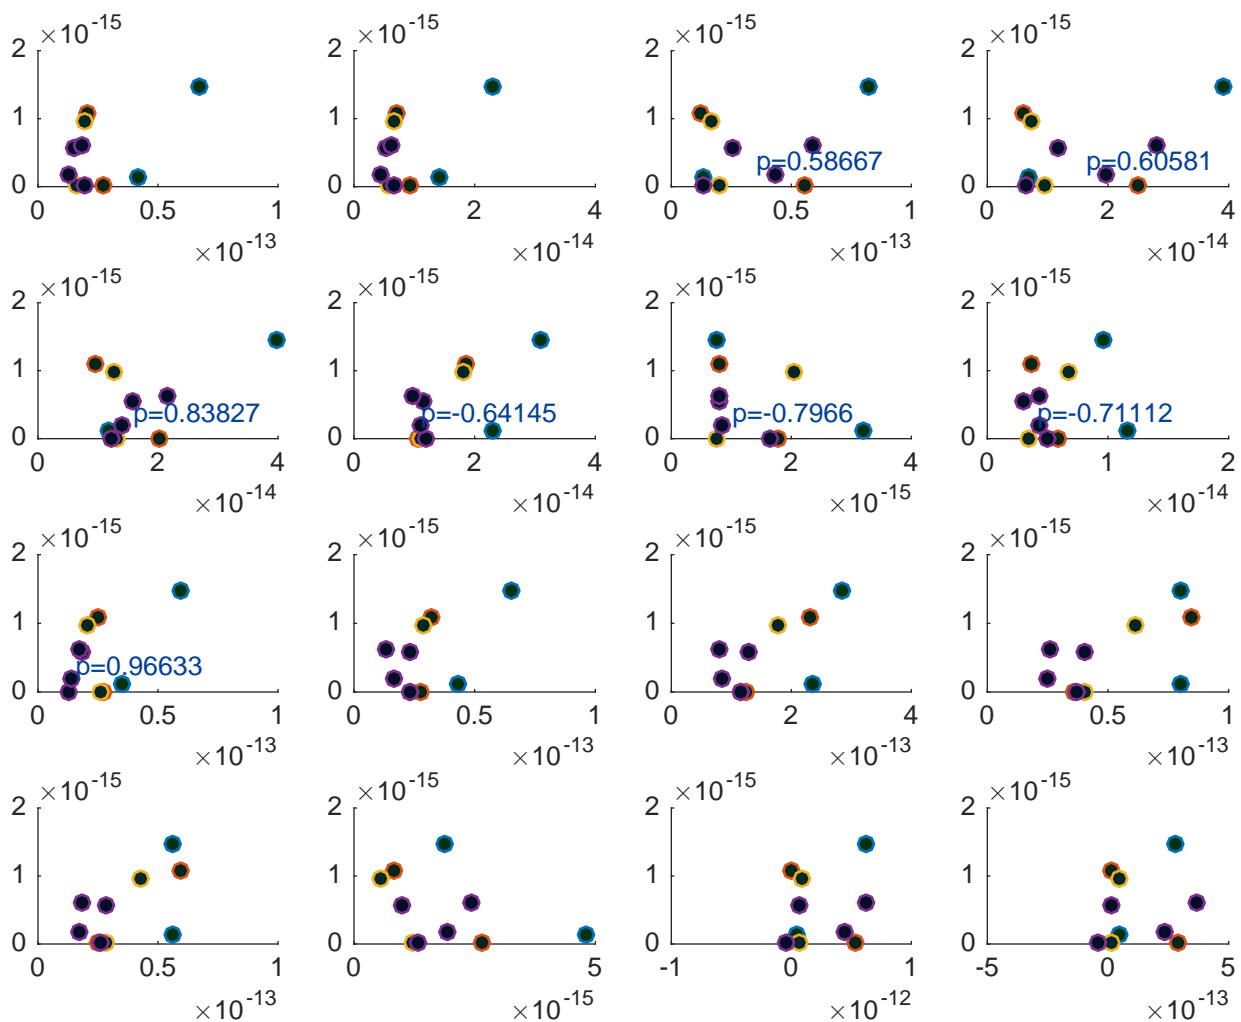 ×10-15 ×10-15 ×10-15 ×10-15
2 2 2 2
1 1 1 1
p=0.58667 p=0.60581
0 0 0 0
0 0.5 1 0 2 4 0 0.5 1 0 2 4
×10-13 ×10-14 ×10-13 ×10-14
×10-15 ×10-15 ×10-15 ×10-15
2 2 2 2
1 1 1 1
p=0.83827 p=-0.64145 p=-0.7966 p=-0.71112
0 0 0 0
0 2 4 0 2 4 0 2 4 0 1 2
×10-14 ×10-14 ×10-15 ×10-14
×10-15 ×10-15 ×10-15 ×10-15
2 2 2 2
1 1 1 1
p=0.96633
0 0 0 0
0 0.5 1 0 0.5 1 0 2 4 0 0.5 1
×10-13 ×10-13 ×10-13 ×10-13
×10-15 ×10-15 ×10-15 ×10-15
2 2 2 2
1 1 1 1
0 0 0 0
0 0.5 1 0 5 -1 0 1 -5 0 5
×10-13 ×10-15 ×10-12 ×10-13